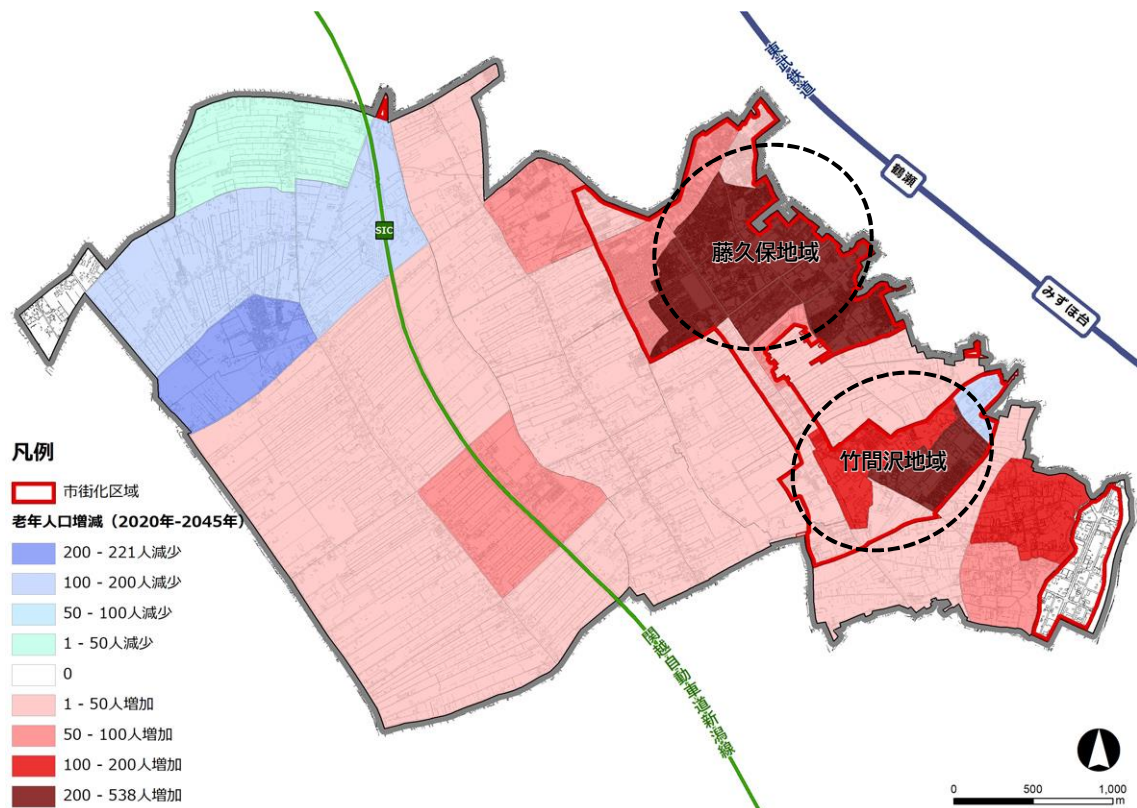 東武鉄道
鶴瀬
みずほ台
SIC
藤久保地域
竹間沢地域
関越自動車道新潟線
凡例
市街化区域
老年人口増減（2020年-2045年）
200 - 221人減少
100 - 200人減少
50 - 100人減少
1 - 50人減少
0
1 - 50人増加
50 - 100人増加
100 - 200人増加
200 - 538人増加
0 500 1,000
m